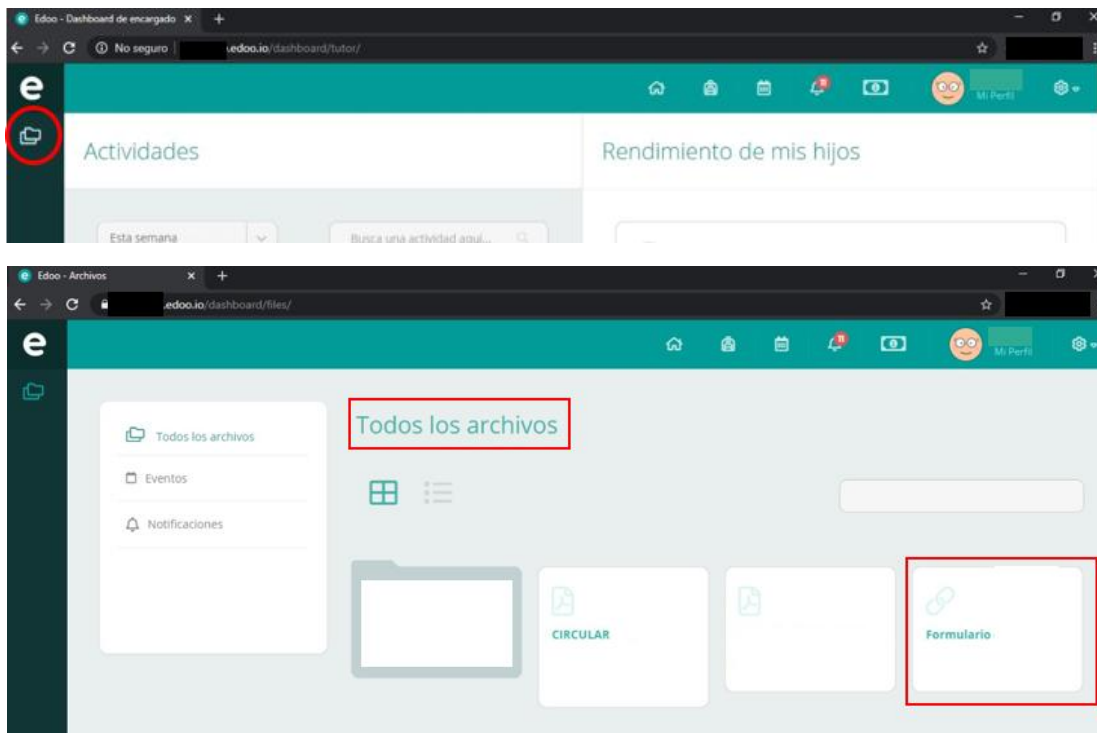 Edoo - Dashboard de encargado
No seguro
.edoo.io/dashboard/tutor/
e
Mi Perfil
Actividades
Rendimiento de mis hijos
Esta semana
Busca una actividad aquí...
Edoo - Archivos
.edoo.io/dashboard/files/
e
11
Mi Perfil
Todos los archivos
Todos los archivos
Eventos
Notificaciones
CIRCULAR
Formulario